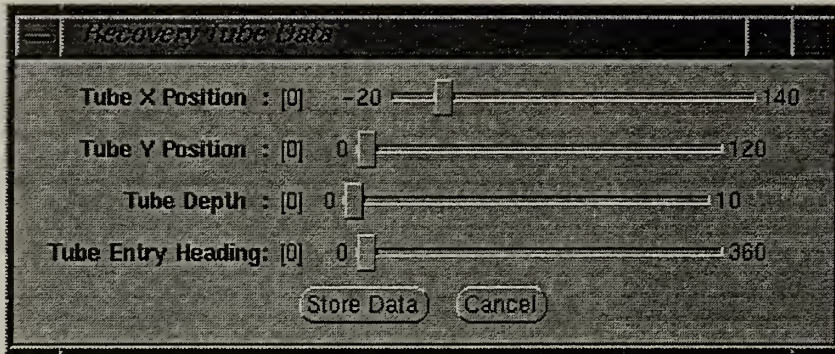 Recovery Tube Data
Tube X Position : [0] -20 140
Tube Y Position : [0] 0 120
Tube Depth : [0] 0 10
Tube Entry Heading: [0] 0 360
Store Data Cancel